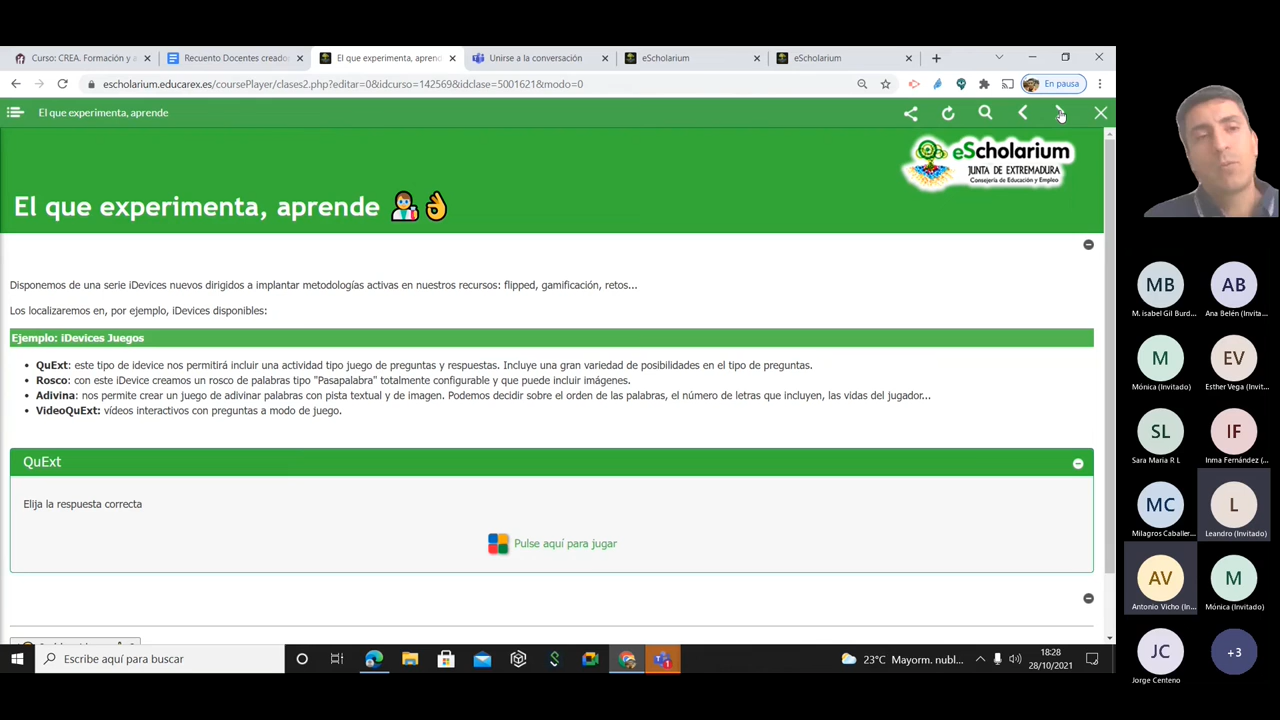 Curso: CREA. Formación y a
Recuento Docentes creado
El que experimenta, aprend
Unirse a la conversación
eScholarium
eScholarium
escholarium.educarex.es/coursePlayer/clases2.php?editar=0&idcurso=142569&idclase=5001621&modo=0
En pausa
El que experimenta, aprende
eScholarium
JUNTA DE EXTREMADURA
Consejería de Educación y Empleo
El que experimenta, aprende
Disponemos de una serie iDevices nuevos dirigidos a implantar metodologías activas en nuestros recursos: flipped, gamificación, retos...
Los localizaremos en, por ejemplo, iDevices disponibles:
Ejemplo: iDevices Juegos
QuExt: este tipo de idevice nos permitirá incluir una actividad tipo juego de preguntas y respuestas. Incluye una gran variedad de posibilidades en el tipo de preguntas.
Rosco: con este iDevice creamos un rosco de palabras tipo "Pasapalabra" totalmente configurable y que puede incluir imágenes.
Adivina: nos permite crear un juego de adivinar palabras con pista textual y de imagen. Podemos decidir sobre el orden de las palabras, el número de letras que incluyen, las vidas del jugador...
VideoQuExt: vídeos interactivos con preguntas a modo de juego.
QuExt
Elija la respuesta correcta
Pulse aquí para jugar
Escribe aquí para buscar
23°C Mayorm. nubl...
18:28
28/10/2021
MB
M. isabel Gil Burd...
AB
Ana Belén (Invita...
M
Mónica (Invitado)
EV
Esther Vega (Invit...
SL
Sara Maria R L
IF
Inma Fernández (...
MC
Milagros Caballer...
L
Leandro (Invitado)
AV
Antonio Vicho (In...
M
Mónica (Invitado)
JC
Jorge Centeno
+3